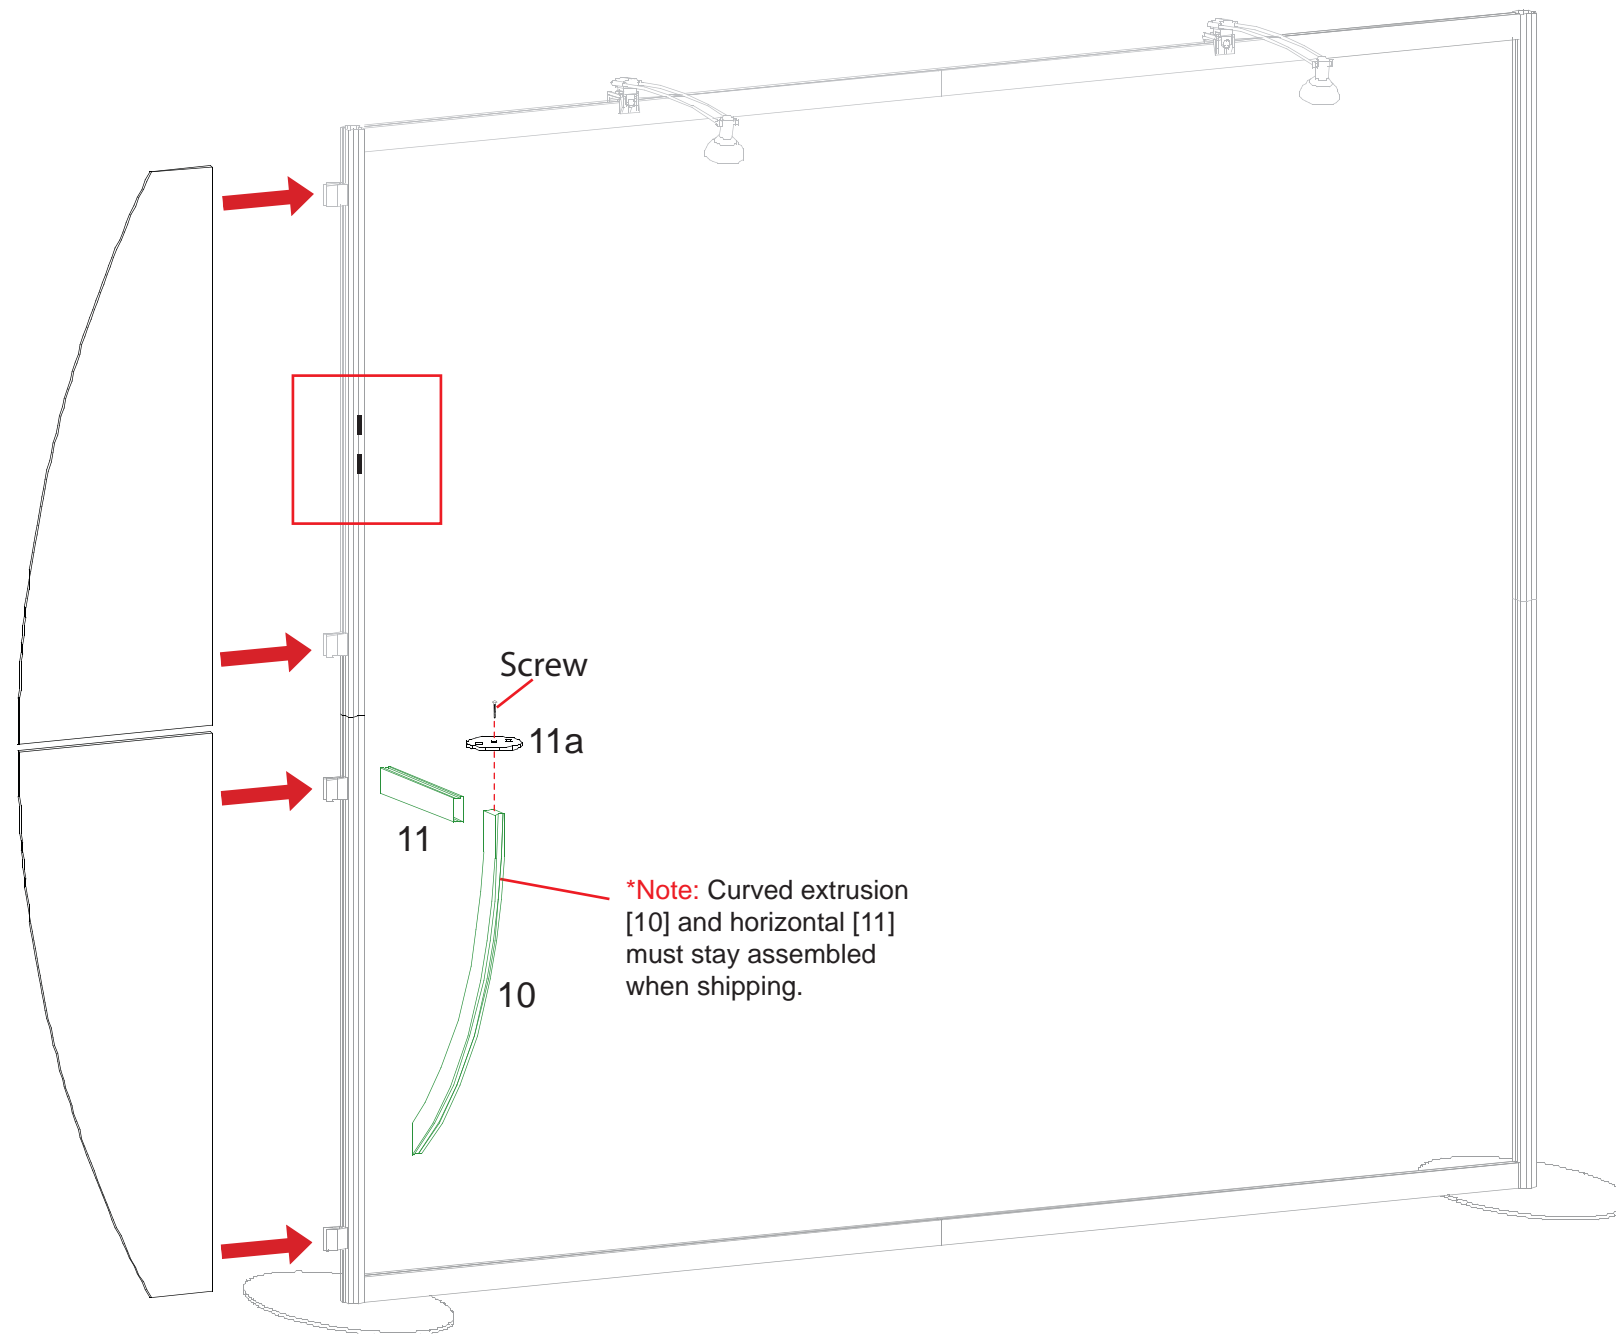 Screw
11a
11
*Note: Curved extrusion
[10] and horizontal [11]
must stay assembled
when shipping.
10